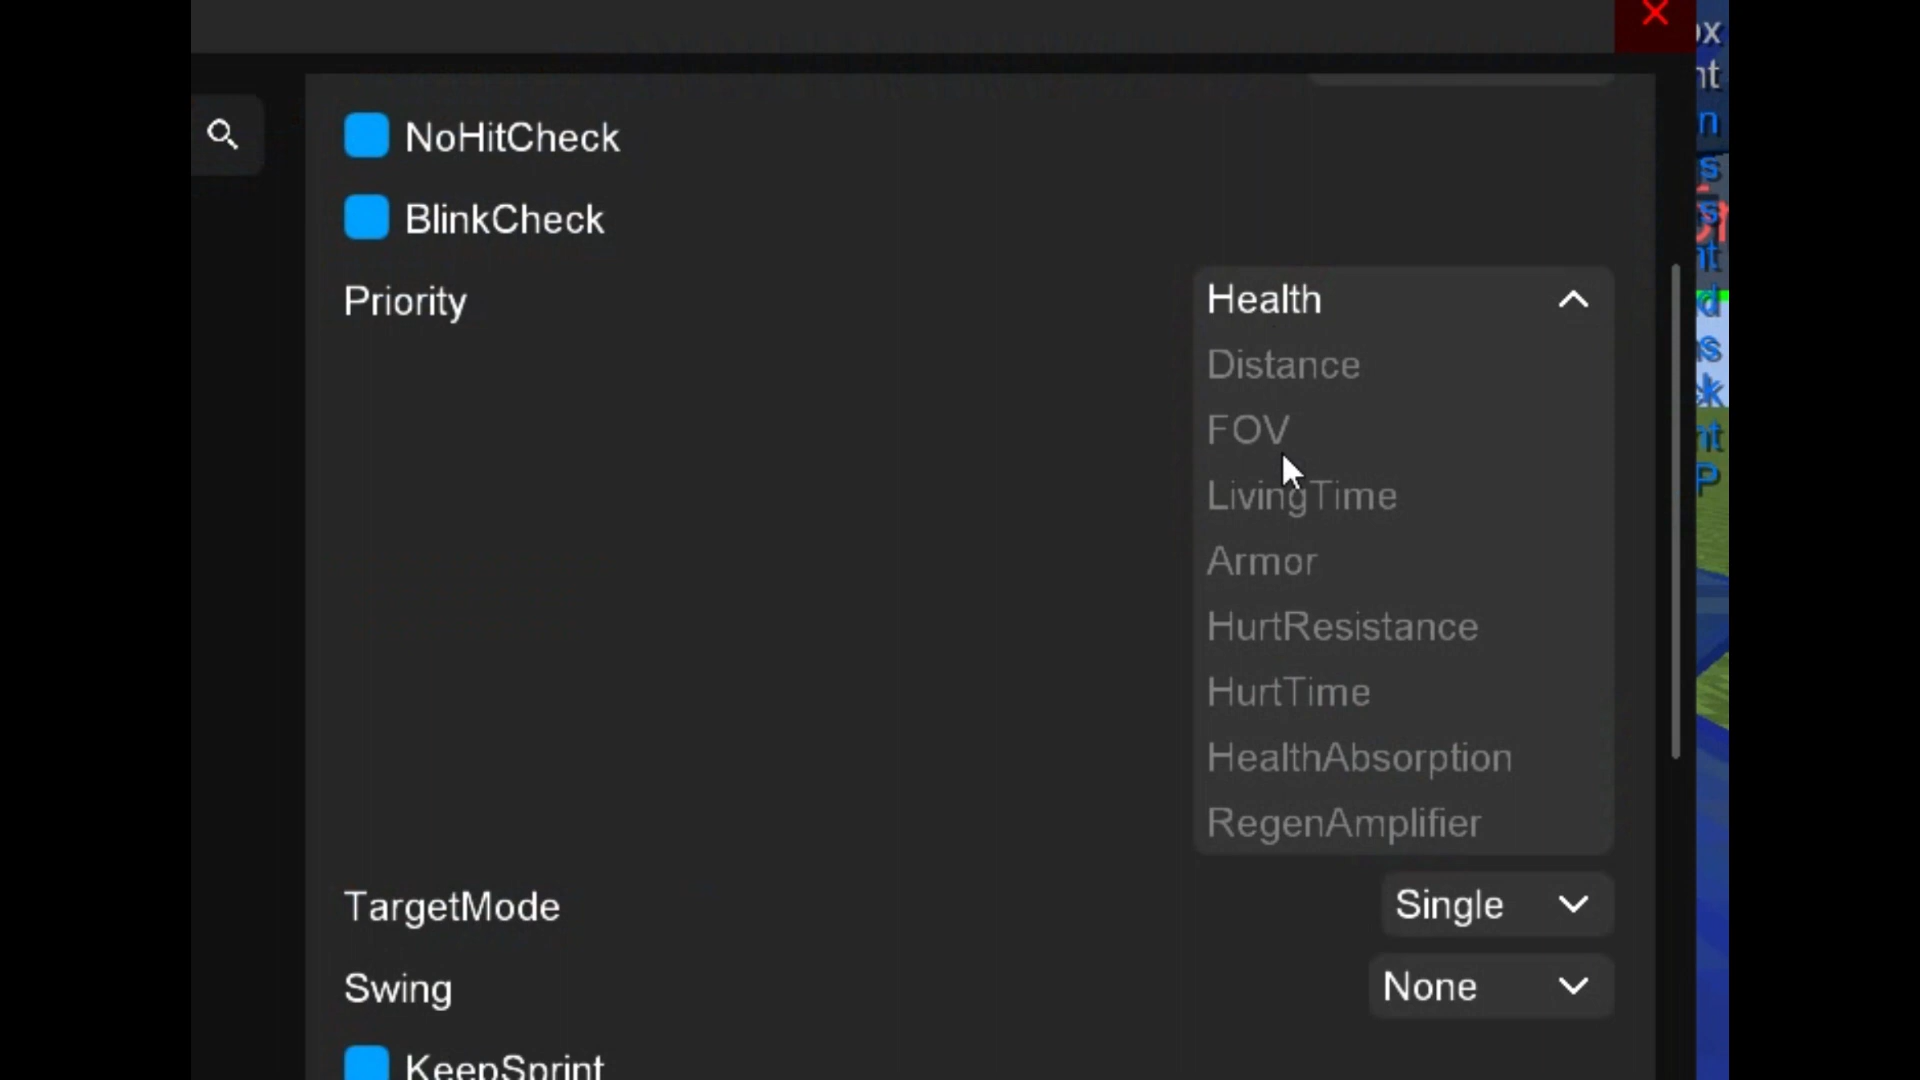 NoHitCheck
BlinkCheck
Priority
Health
Distance
FOV
LivingTime
Armor
HurtResistance
HurtTime
HealthAbsorption
RegenAmplifier
TargetMode
Single
Swing
None
KeepSprint